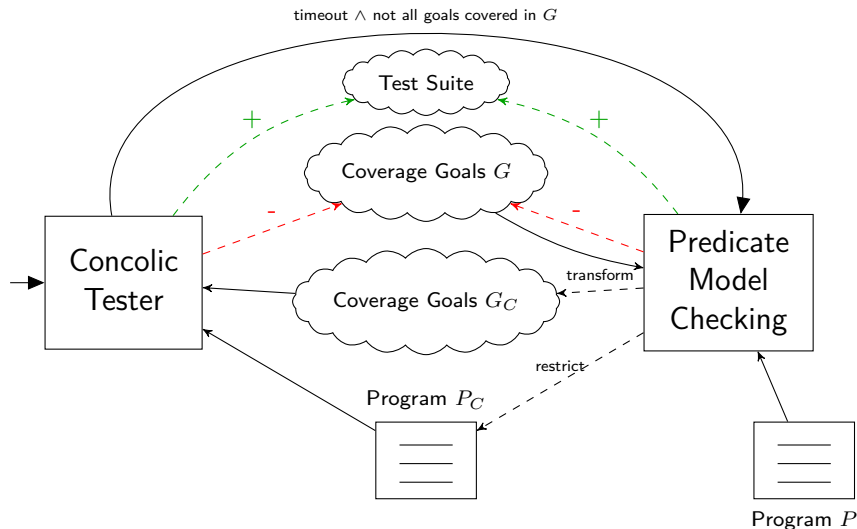 timeout ∧ not all goals covered in G
Test Suite
+
+
Coverage Goals G
-
-
Concolic
Tester
Predicate
Model
Checking
transform
Coverage Goals G_C
restrict
Program P_C
Program P